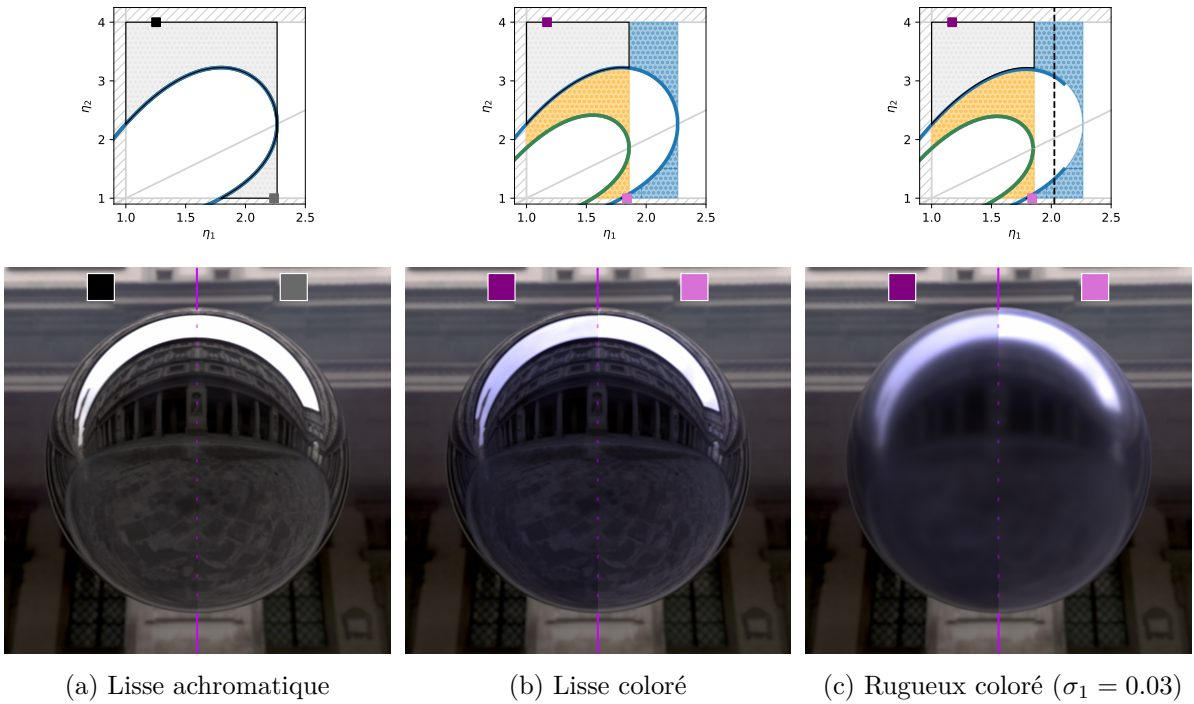 4
3
2
1
η2
1.0 1.5 2.0 2.5
η1
4
3
2
1
η2
1.0 1.5 2.0 2.5
η1
4
3
2
1
η2
1.0 1.5 2.0 2.5
η1
(a) Lisse achromatique
(b) Lisse coloré
(c) Rugueux coloré (σ1 = 0.03)